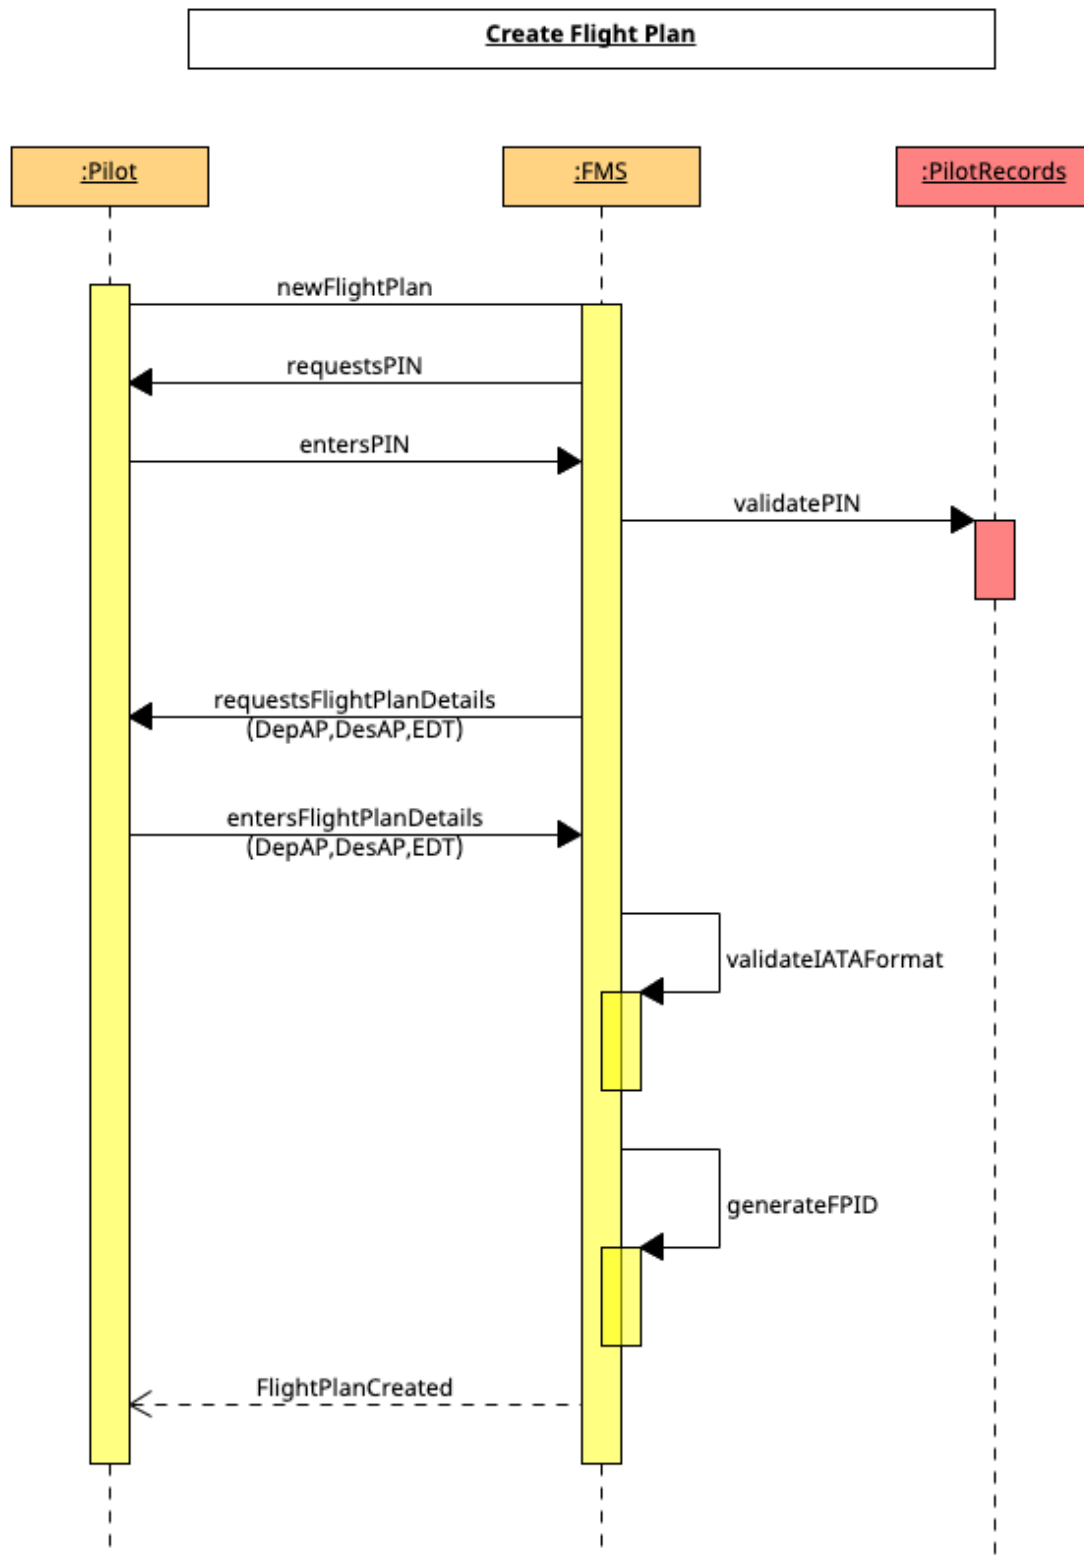 Create Flight Plan
:Pilot
:FMS
:PilotRecords
newFlightPlan
requestsPIN
entersPIN
validatePIN
requestsFlightPlanDetails
(DepAP,DesAP,EDT)
entersFlightPlanDetails
(DepAP,DesAP,EDT)
validateIATAFormat
generateFPID
FlightPlanCreated